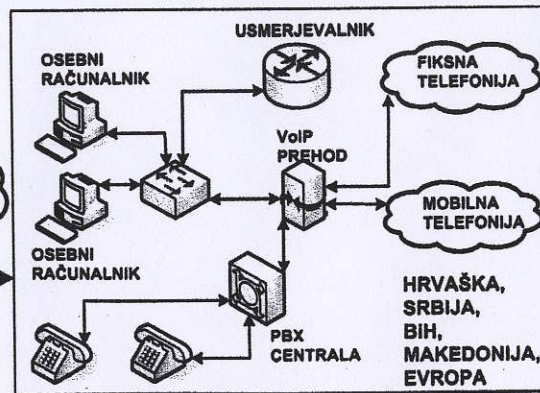 USMERJEVALNIK
OSEBNI
RAČUNALNIK
FIKSNA
TELEFONIJA
VoIP
PREHOD
MOBILNA
TELEFONIJA
OSEBNI
RAČUNALNIK
PBX
CENTRALA
HRVAŠKA,
SRBIJA,
BIH,
MAKEDONIJA,
EVROPA